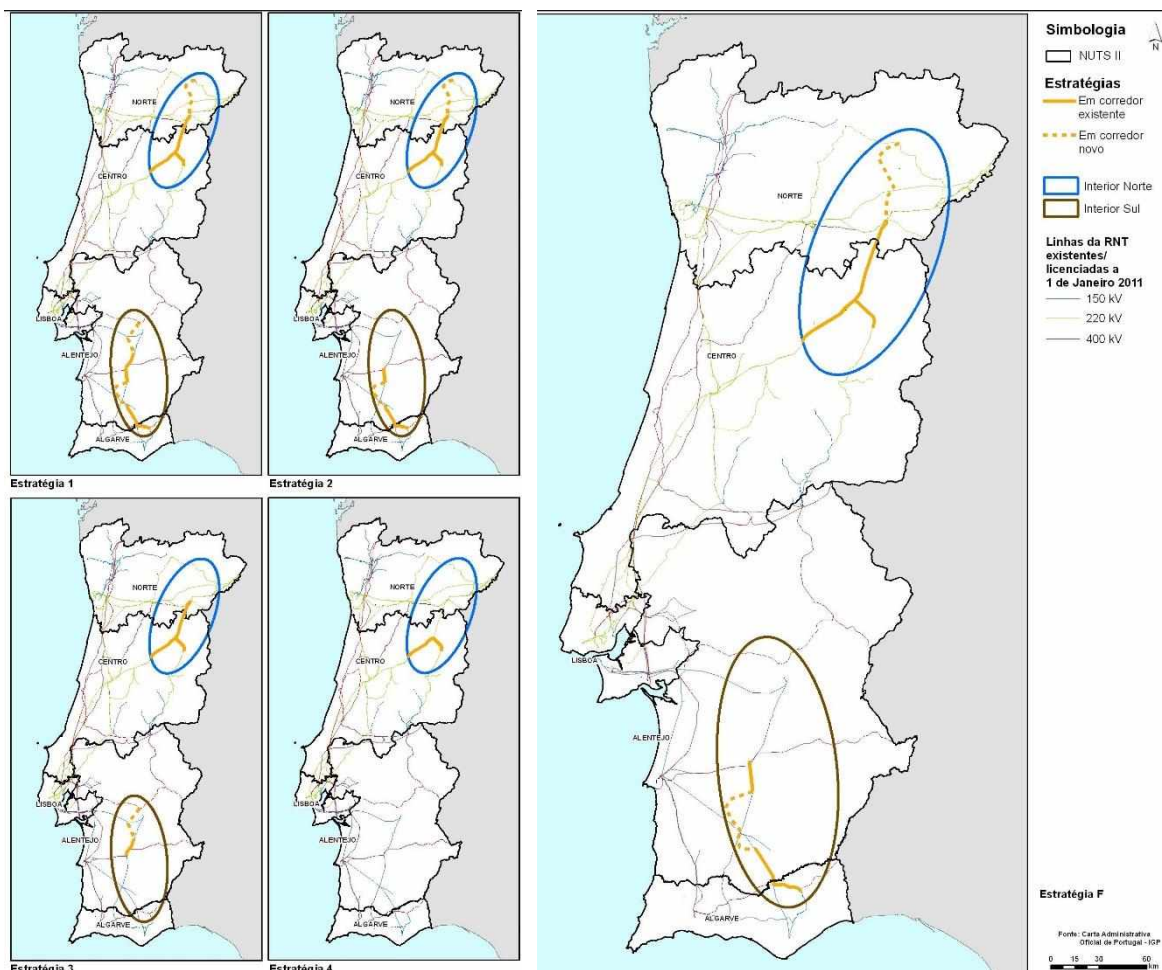 NORTE
CENTRO
LISBOA
ALENTEJO
ALGARVE
Estratégia 1
NORTE
CENTRO
LISBOA
ALENTEJO
ALGARVE
Estratégia 2
NORTE
CENTRO
LISBOA
ALENTEJO
ALGARVE
Estratégia 3
NORTE
CENTRO
LISBOA
ALENTEJO
ALGARVE
Estratégia 4
NORTE
CENTRO
LISBOA
ALENTEJO
ALGARVE
Simbologia
N
NUTS II
Estratégias
Em corredor
existente
Em corredor
novo
Interior Norte
Interior Sul
Linhas da RNT
existentes/
licenciadas a
1 de Janeiro 2011
150 kV
220 kV
400 kV
Estratégia F
Fonte: Carta Administrativa
Oficial de Portugal - IGP
0 15 30 60
km